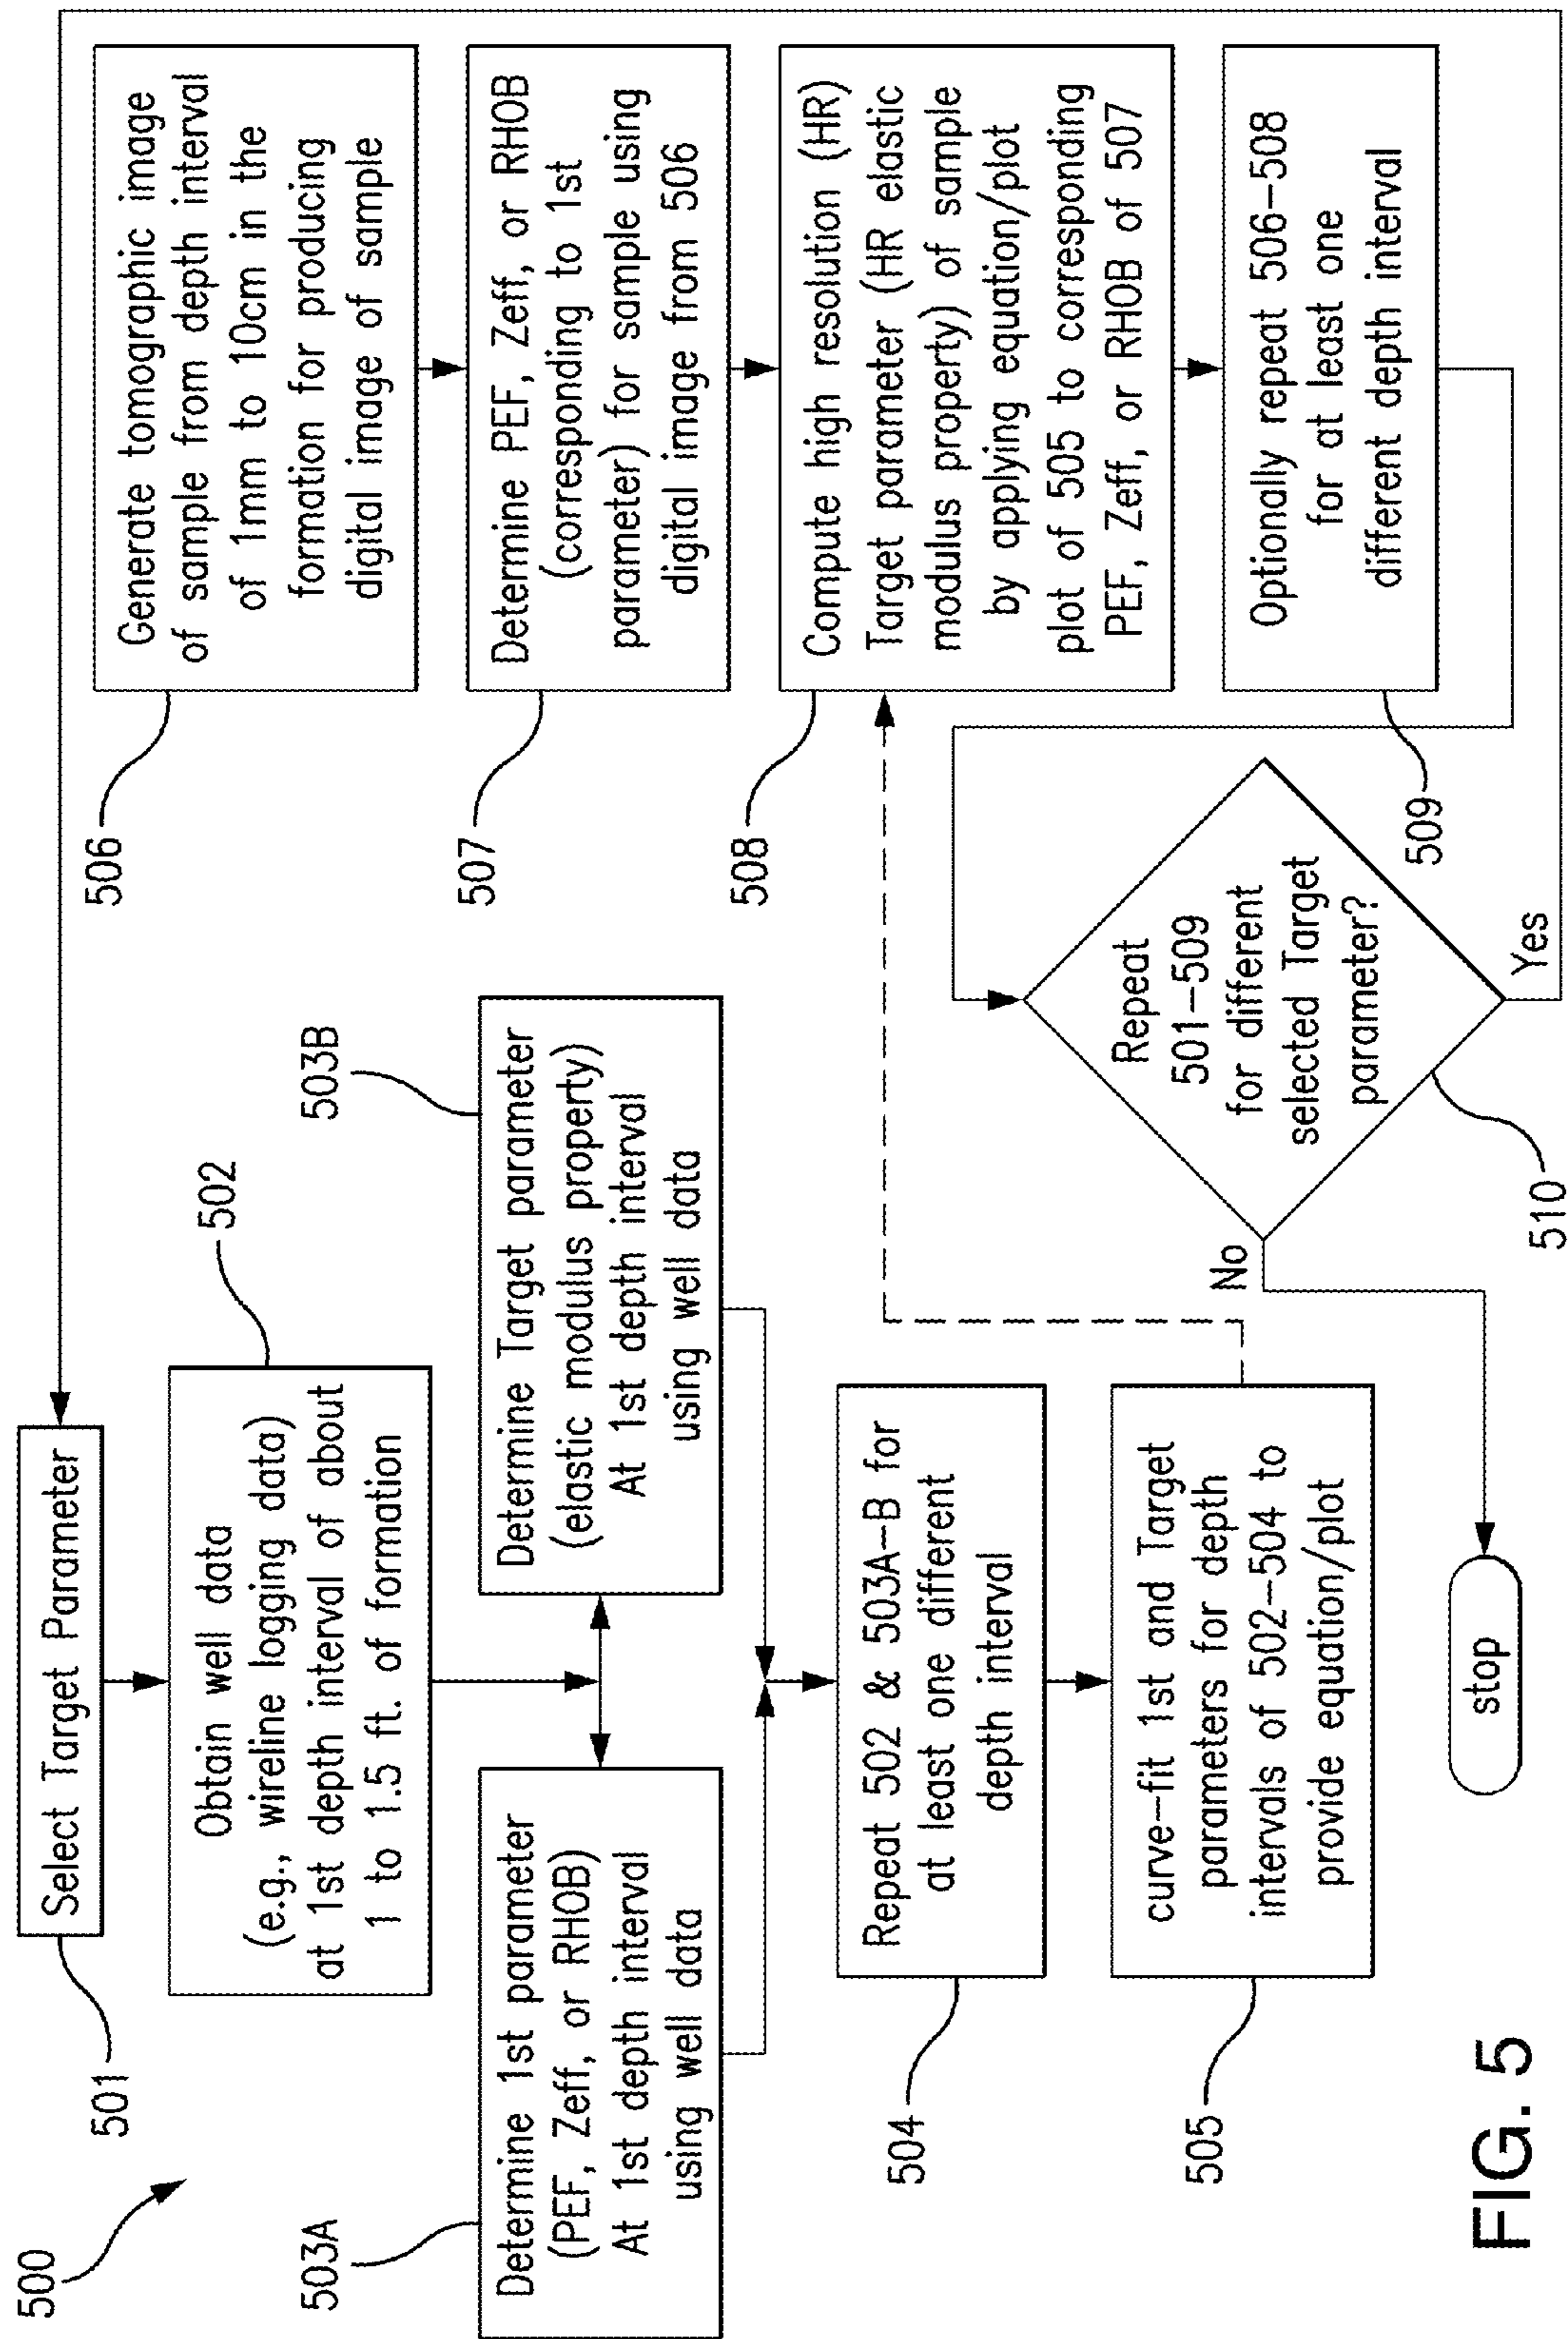 500
501
Select Target Parameter
502
Obtain well data
(e.g., wireline logging data)
at 1st depth interval of about
1 to 1.5 ft. of formation
503A
Determine 1st parameter
(PEF, Zeff, or RHOB)
At 1st depth interval
using well data
503B
Determine Target parameter
(elastic modulus property)
At 1st depth interval
using well data
504
Repeat 502 & 503A-B for
at least one different
depth interval
505
curve-fit 1st and Target
parameters for depth
intervals of 502-504 to
provide equation/plot
stop
506
Generate tomographic image
of sample from depth interval
of 1mm to 10cm in the
formation for producing
digital image of sample
507
Determine PEF, Zeff, or RHOB
(corresponding to 1st
parameter) for sample using
digital image from 506
508
Compute high resolution (HR)
Target parameter (HR elastic
modulus property) of sample
by applying equation/plot
plot of 505 to corresponding
PEF, Zeff, or RHOB of 507
509
Optionally repeat 506-508
for at least one
different depth interval
510
Repeat
501-509
for different
selected Target
parameter?
No
Yes
FIG. 5